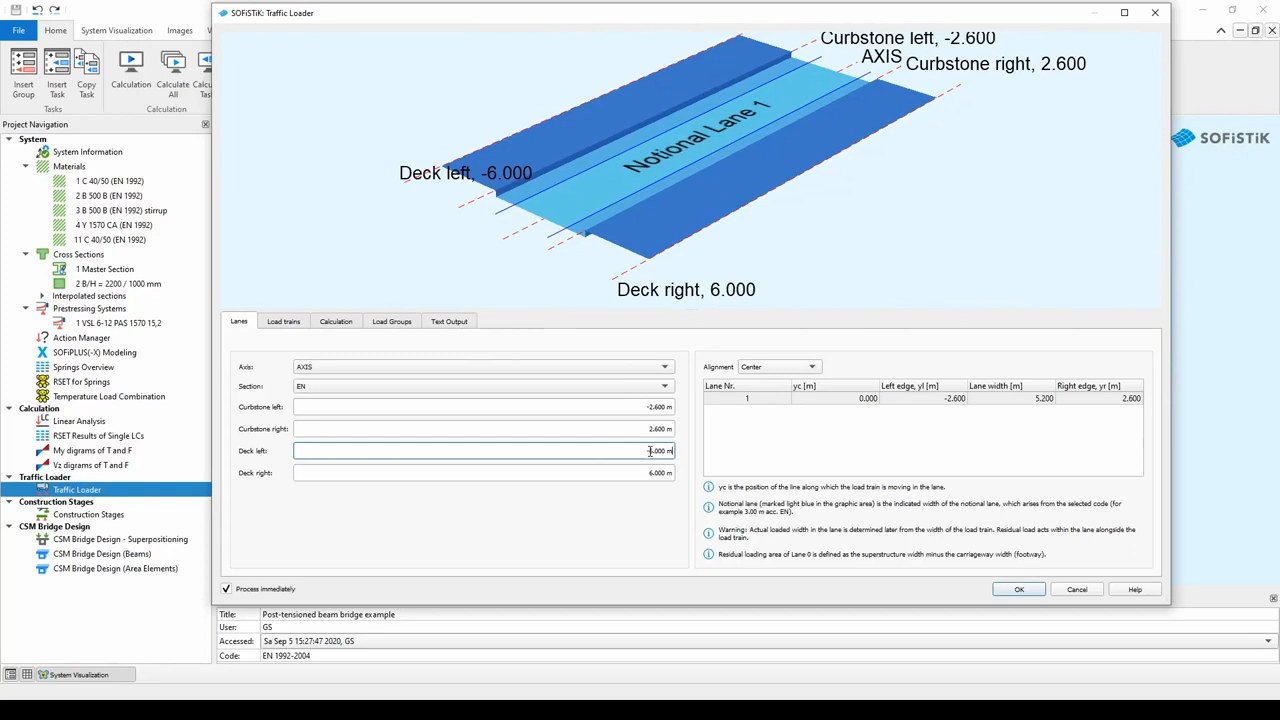 SOFiSTiK: Traffic Loader
File
Home
System Visualization
Images
Insert Group
Insert Task
Copy Task
Calculation
Calculate All
Tasks
Calculation
Project Navigation
System
System Information
Materials
1 C 40/50 (EN 1992)
2 B 500 B (EN 1992)
3 B 500 B (EN 1992) stirrup
4 Y 1570 CA (EN 1992)
11 C 40/50 (EN 1992)
Cross Sections
1 Master Section
2 B/H = 2200 / 1000 mm
Interpolated sections
Prestressing Systems
1 VSL 6-12 PAS 1570 15,2
Action Manager
SOFiPLUS(-X) Modeling
Springs Overview
RSET for Springs
Temperature Load Combination
Calculation
Linear Analysis
RSET Results of Single LCs
My digrams of T and F
Vz digrams of T and F
Traffic Loader
Traffic Loader
Construction Stages
Construction Stages
CSM Bridge Design
CSM Bridge Design - Superpositioning
CSM Bridge Design (Beams)
CSM Bridge Design (Area Elements)
System Visualization
Curbstone left, -2.600
AXIS
Curbstone right, 2.600
Notional Lane 1
Deck left, -6.000
Deck right, 6.000
Lanes
Load trains
Calculation
Load Groups
Text Output
Axis: AXIS
Section: EN
Curbstone left: -2.600 m
Curbstone right: 2.600 m
Deck left: .000 m
Deck right: 6.000 m
Alignment Center
Lane Nr. yc [m] Left edge, yl [m] Lane width [m] Right edge, yr [m]
1 0.000 -2.600 5.200 2.600
yc is the position of the line along which the load train is moving in the lane.
Notional lane (marked light blue in the graphic area) is the indicated width of the notional lane, which arises from the selected code (for
example 3.00 m acc. EN).
Warning: Actual loaded width in the lane is determined later from the width of the load train. Residual load acts within the lane alongside the
load train.
Residual loading area of Lane 0 is defined as the superstructure width minus the carriageway width (footway).
Process immediately
OK
Cancel
Help
Title: Post-tensioned beam bridge example
User: GS
Accessed: Sa Sep 5 15:27:47 2020, GS
Code: EN 1992-2004
SOFiSTiK